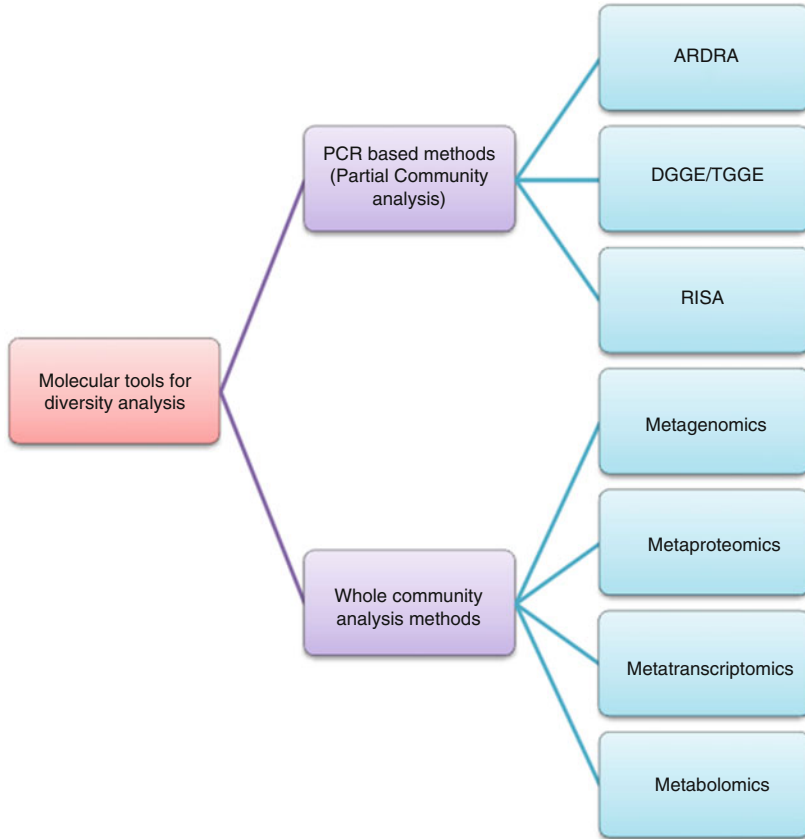 Molecular tools for
diversity analysis
PCR based methods
(Partial Community
analysis)
ARDRA
DGGE/TGGE
RISA
Whole community
analysis methods
Metagenomics
Metaproteomics
Metatranscriptomics
Metabolomics